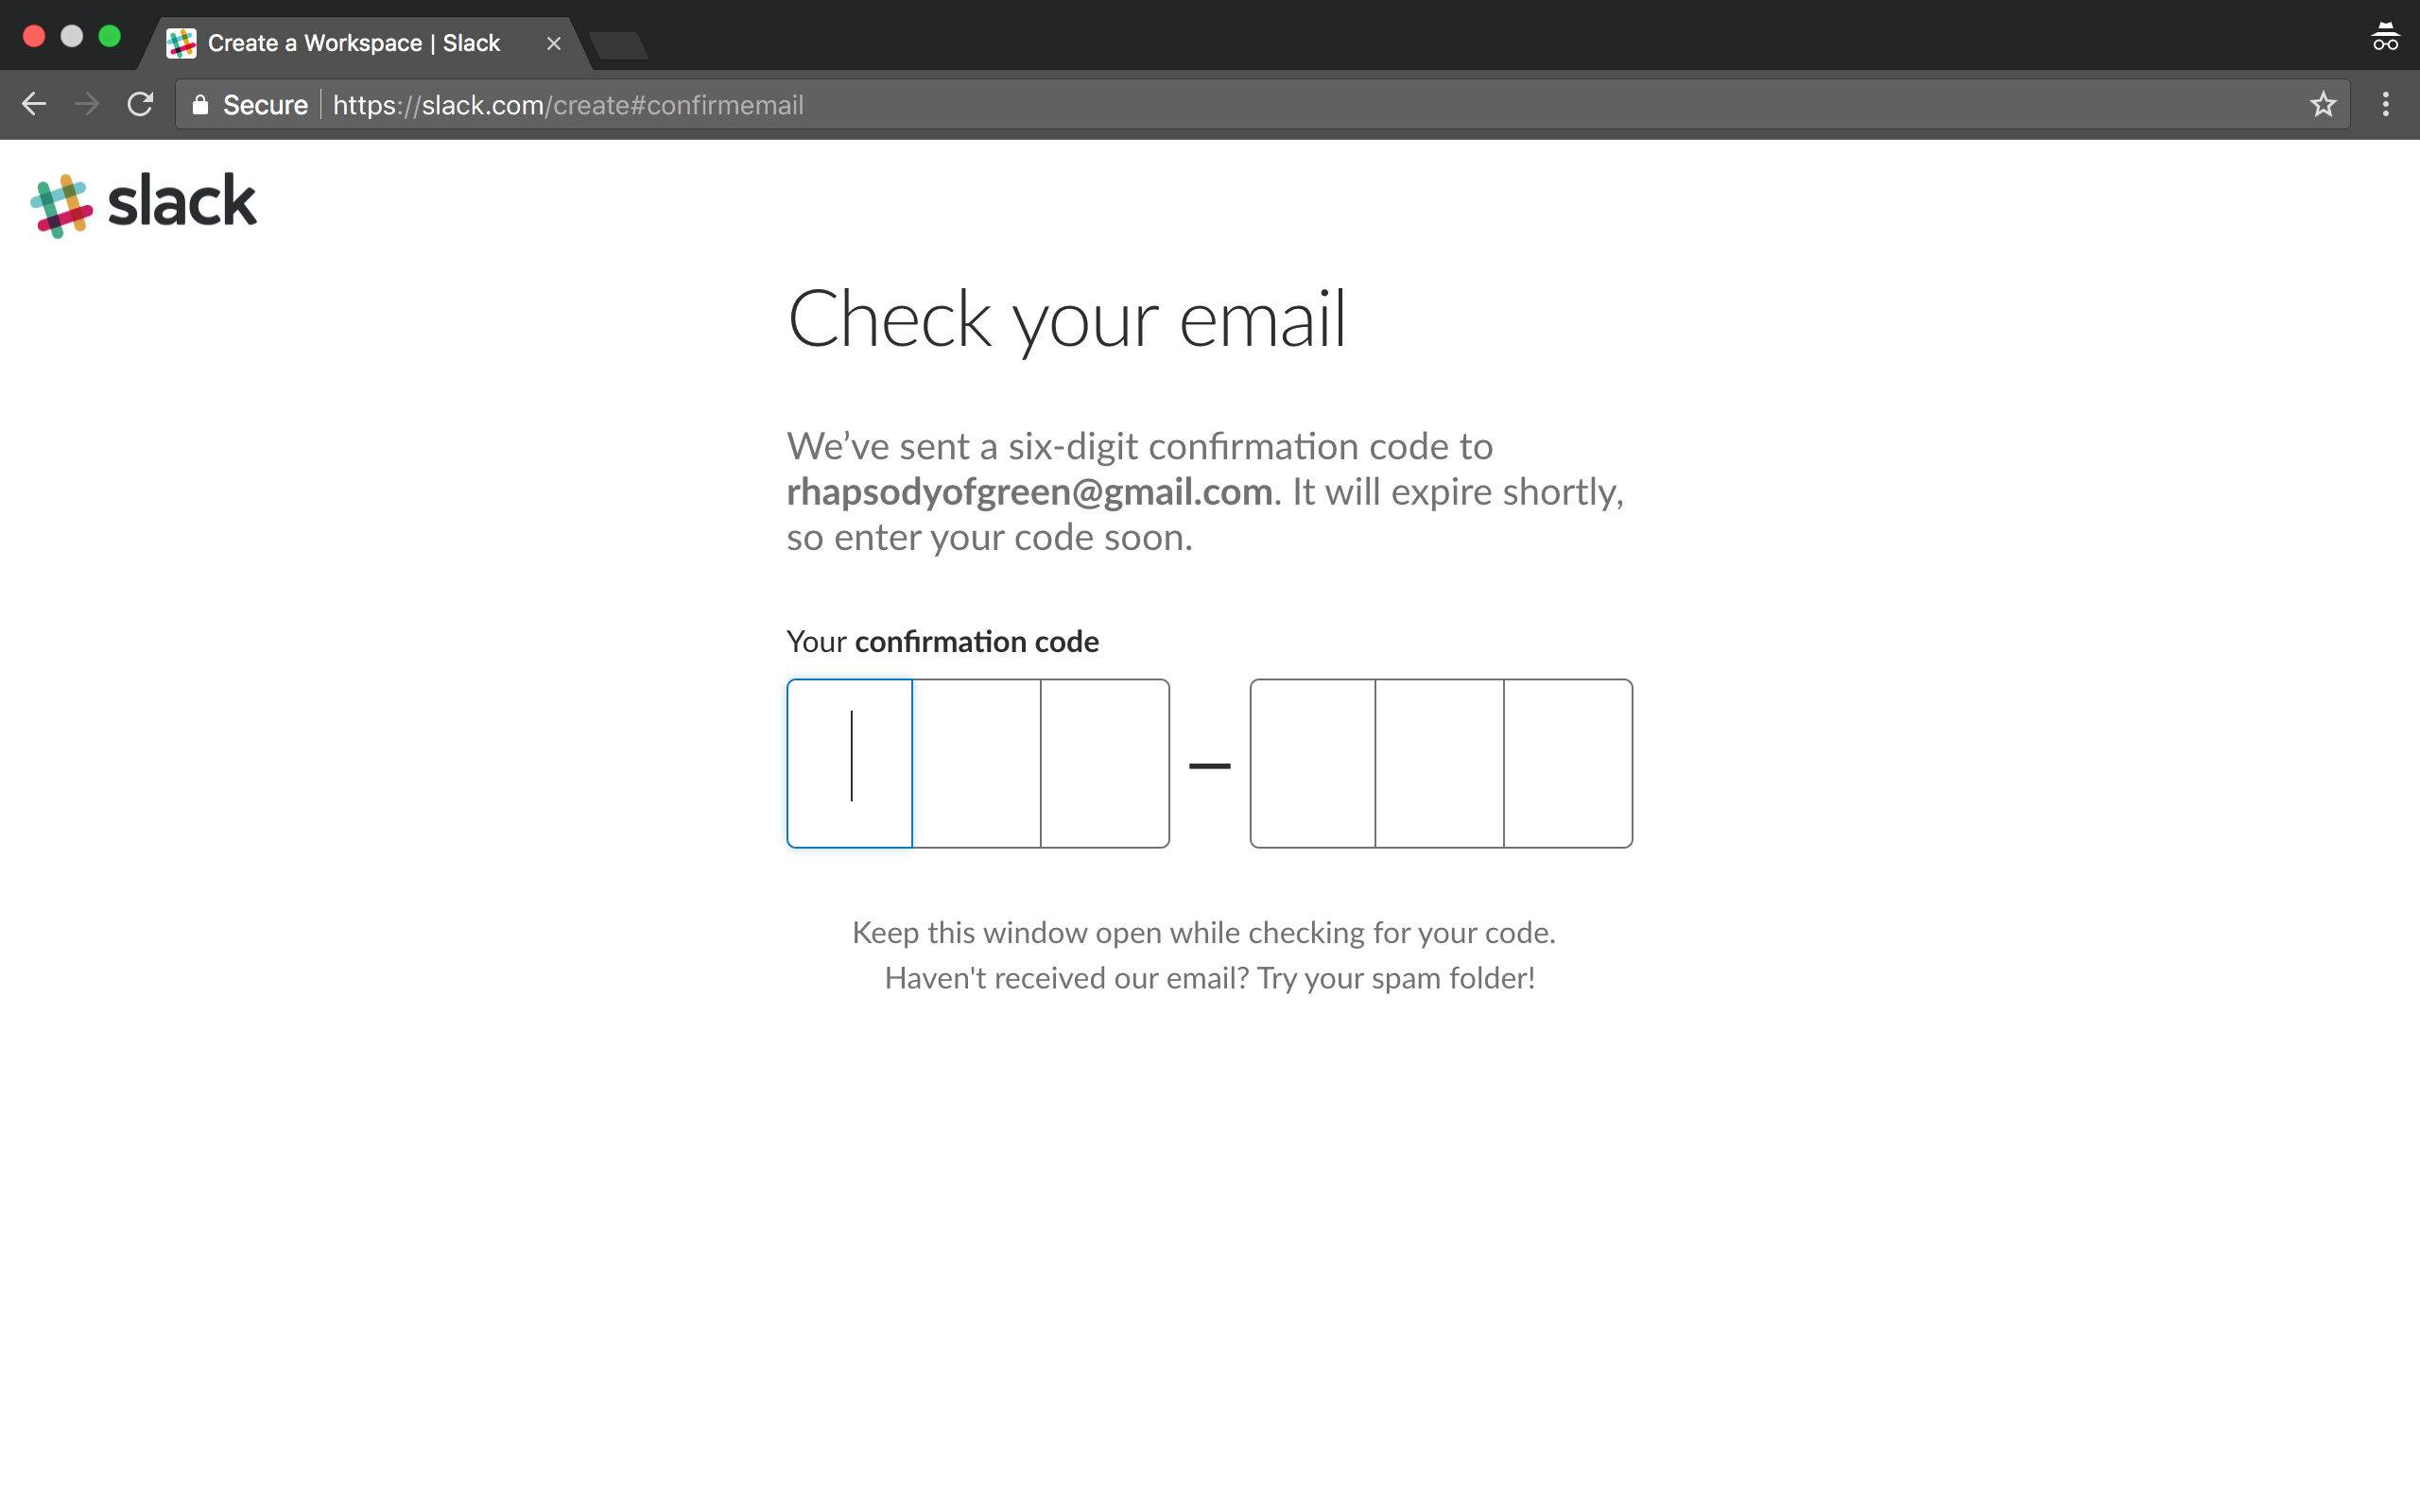 Create a Workspace | Slack
Secure https://slack.com/create#confirmemail
slack
Check your email
We’ve sent a six-digit confirmation code to
rhapsodyofgreen@gmail.com. It will expire shortly,
so enter your code soon.
Your confirmation code
Keep this window open while checking for your code.
Haven't received our email? Try your spam folder!